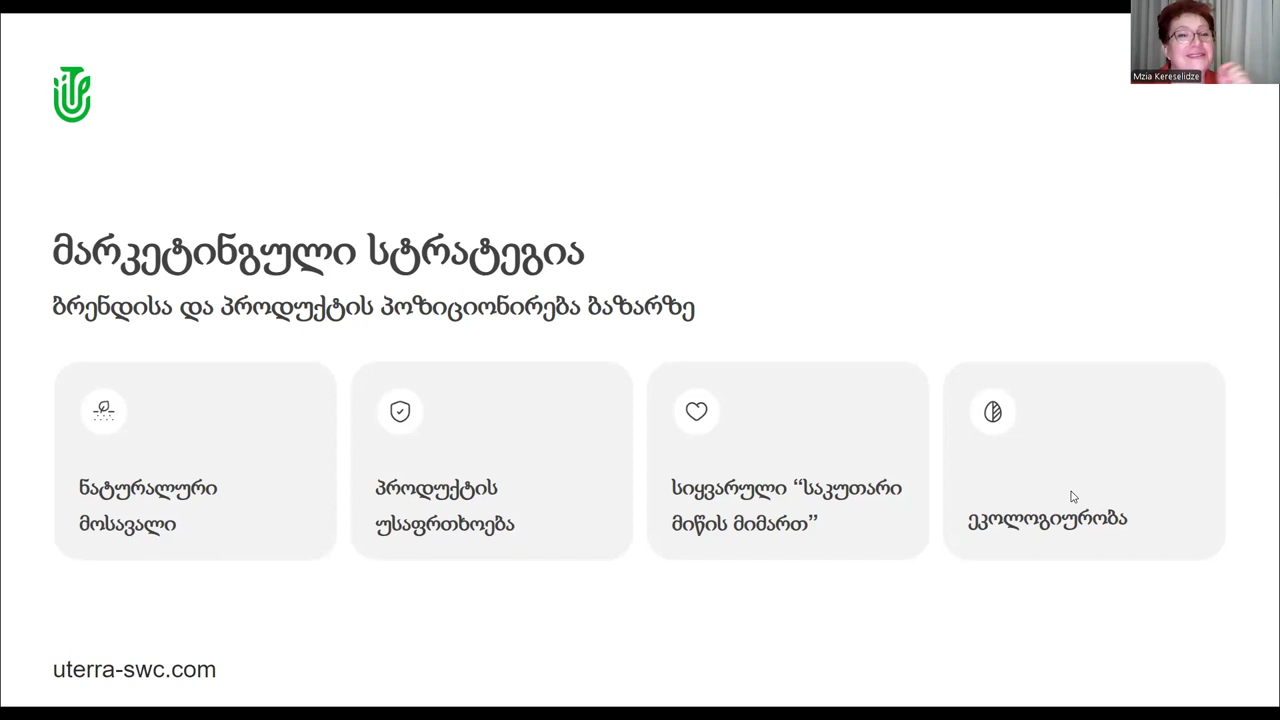 Mzia Kereselidze
მარკეტინგული სტრატეგია
ბრენდისა და პროდუქტის პოზიციონირება ბაზარზე
ნატურალური
მოსავალი
პროდუქტის
უსაფრთხოება
სიყვარული “საკუთარი
მიწის მიმართ”
ეკოლოგიურობა
uterra-swc.com